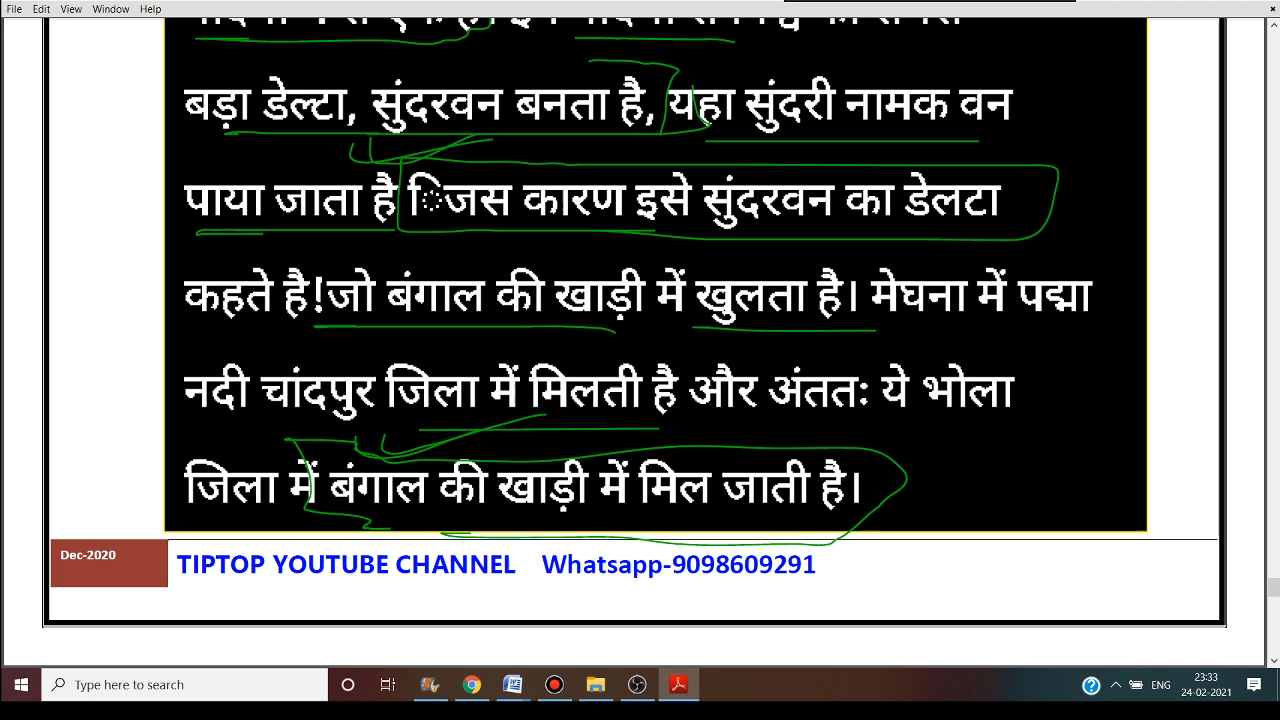 File Edit View Window Help
बड़ा डेल्टा, सुंदरवन बनता है, यहा सुंदरी नामक वन
पाया जाता है िजस कारण इसे सुंदरवन का डेलटा
कहते है!जो बंगाल की खाड़ी में खुलता है। मेघना में पद्मा
नदी चांदपुर जिला में मिलती है और अंततः ये भोला
जिला में बंगाल की खाड़ी में मिल जाती है।
Dec-2020
TIPTOP YOUTUBE CHANNEL Whatsapp-9098609291
Type here to search
ENG
23:33
24-02-2021